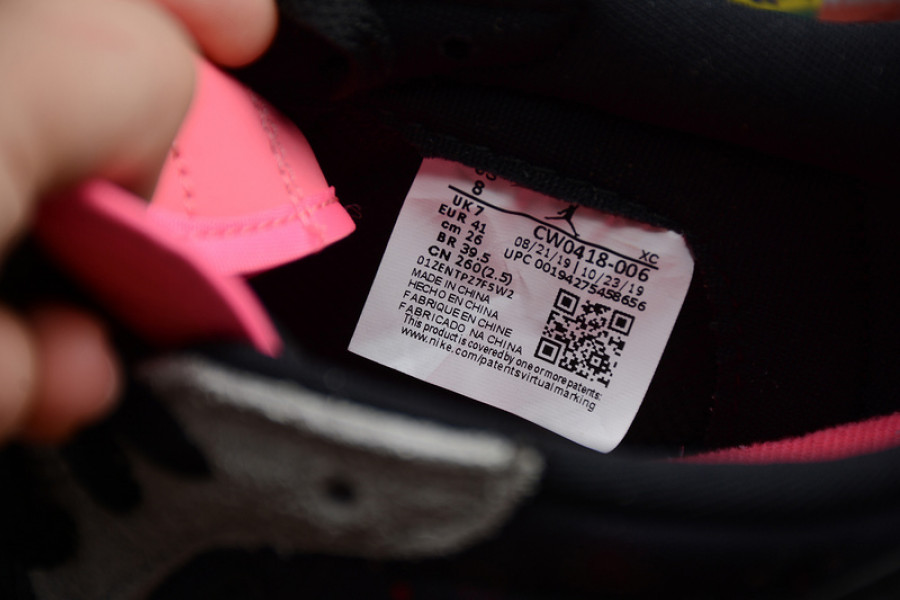 US
8
UK 7
EUR 41
cm 26
BR 39.5
CN 260(2.5)
01ZENTPZ7F5W2
XC
CW0418-006
08/21/19 | 10/23/19
UPC 00194275458656
MADE IN CHINA
HECHO EN CHINA
FABRIQUE EN CHINE
FABRICADO NA CHINA
This product is covered by one or more patents:
www.nike.com/patentsvirtualmarking